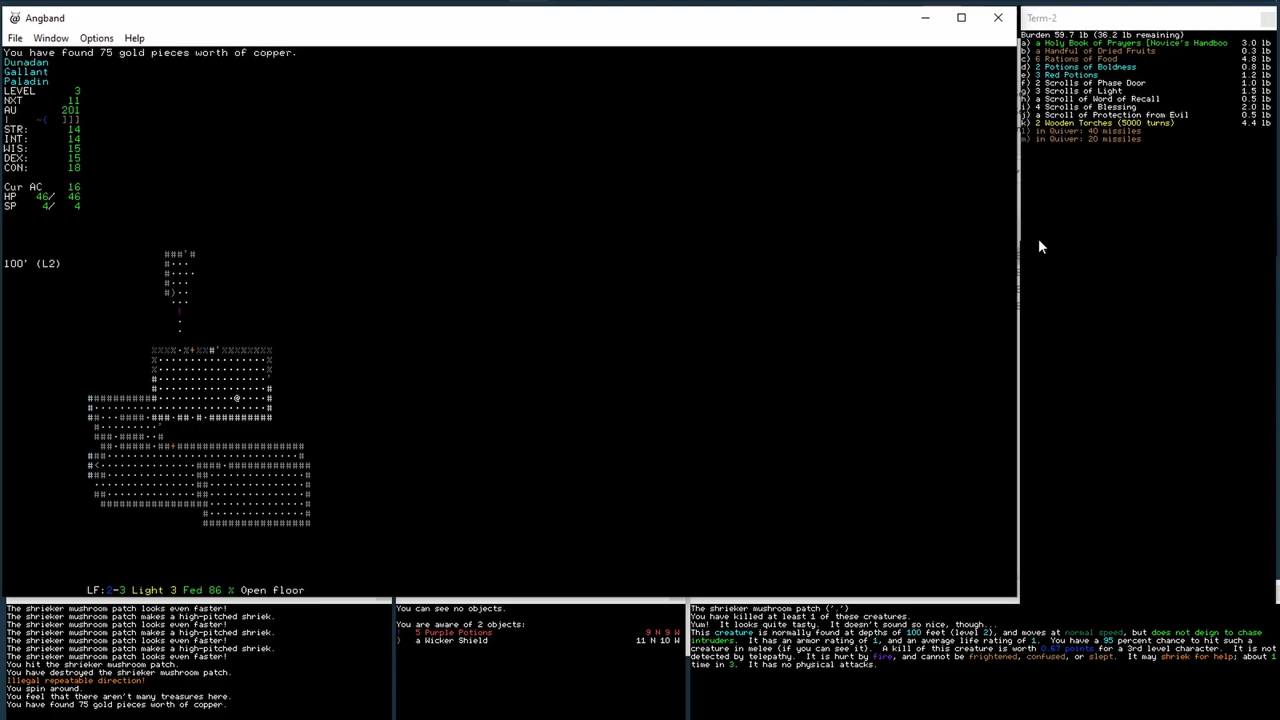 Angband
File Window Options Help
You have found 75 gold pieces worth of copper.
Dunadan
Gallant
Paladin
LEVEL 3
NXT 11
AU 201
| ~( ]]]
STR: 14
INT: 14
WIS: 15
DEX: 15
CON: 18
Cur AC 16
HP 46/ 46
SP 4/ 4
100' (L2)
LF:2-3 Light 3 Fed 86 % Open floor
Term-2
Burden 59.7 lb (36.2 lb remaining)
a) a Holy Book of Prayers [Novice's Handboo 3.0 lb
b) a Handful of Dried Fruits 0.3 lb
c) 6 Rations of Food 4.8 lb
d) 2 Potions of Boldness 0.8 lb
e) 3 Red Potions 1.2 lb
f) 2 Scrolls of Phase Door 1.0 lb
g) 3 Scrolls of Light 1.5 lb
h) a Scroll of Word of Recall 0.5 lb
i) 4 Scrolls of Blessing 2.0 lb
j) a Scroll of Protection from Evil 0.5 lb
k) 2 Wooden Torches (5000 turns) 4.4 lb
l) in Quiver: 40 missiles
m) in Quiver: 20 missiles
The shrieker mushroom patch looks even faster!
The shrieker mushroom patch makes a high-pitched shriek.
The shrieker mushroom patch looks even faster!
The shrieker mushroom patch makes a high-pitched shriek.
The shrieker mushroom patch looks even faster!
The shrieker mushroom patch makes a high-pitched shriek.
The shrieker mushroom patch looks even faster!
You hit the shrieker mushroom patch.
You have destroyed the shrieker mushroom patch.
Illegal repeatable direction!
You spin around.
You feel that there aren't many treasures here.
You have found 75 gold pieces worth of copper.
You can see no objects.
You are aware of 2 objects:
! 5 Purple Potions 9 N 9 W
) a Wicker Shield 11 N 10 W
The shrieker mushroom patch (',')
You have killed at least 1 of these creatures.
Yum! It looks quite tasty. It doesn't sound so nice, though...
This creature is normally found at depths of 100 feet (level 2), and moves at normal speed, but does not deign to chase
intruders. It has an armor rating of 1, and an average life rating of 1. You have a 95 percent chance to hit such a
creature in melee (if you can see it). A kill of this creature is worth 0.67 points for a 3rd level character. It is not
detected by telepathy. It is hurt by fire, and cannot be frightened, confused, or slept. It may shriek for help; about 1
time in 3. It has no physical attacks.